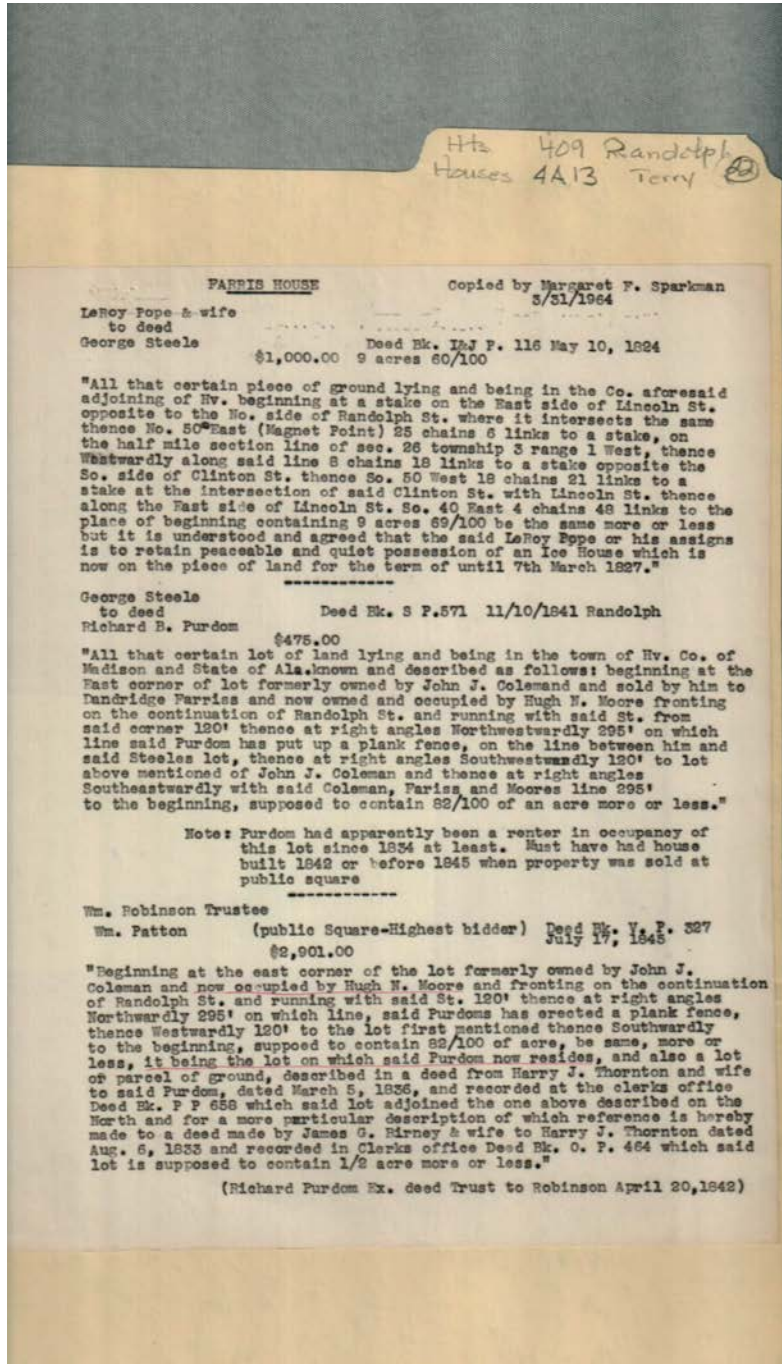 Hts 409 Randolph
Houses 4A13 Terry 22
FARRIS HOUSE Copied by Margaret F. Sparkman
3/31/1964
LeRoy Pope & wife
to deed
George Steele Deed Bk. I&J P. 116 May 10, 1824
$1,000.00 9 acres 60/100
"All that certain piece of ground lying and being in the Co. aforesaid
adjoining of Hv. beginning at a stake on the East side of Lincoln St.
opposite to the No. side of Randolph St. where it intersects the same
thence No. 50°East (Magnet Point) 25 chains 6 links to a stake, on
the half mile section line of sec. 26 township 3 range 1 West, thence
Westwardly along said line 8 chains 18 links to a stake opposite the
So. side of Clinton St. thence So. 50 West 18 chains 21 links to a
stake at the intersection of said Clinton St. with Lincoln St. thence
along the East side of Lincoln St. So. 40 East 4 chains 48 links to the
place of beginning containing 9 acres 69/100 be the same more or less
but it is understood and agreed that the said LeRoy Pope or his assigns
is to retain peaceable and quiet possession of an Ice House which is
now on the piece of land for the term of until 7th March 1827."
George Steele
to deed Deed Bk. S P.571 11/10/1841 Randolph
Richard B. Purdom
$475.00
"All that certain lot of land lying and being in the town of Hv. Co. of
Madison and State of Ala.known and described as follows: beginning at the
East corner of lot formerly owned by John J. Colemand and sold by him to
Dandridge Farriss and now owned and occupied by Hugh N. Moore fronting
on the continuation of Randolph St. and running with said St. from
said corner 120' thence at right angles Northwestwardly 295' on which
line said Purdom has put up a plank fence, on the line between him and
said Steeles lot, thence at right angles Southwestwardly 120' to lot
above mentioned of John J. Coleman and thence at right angles
Southeastwardly with said Coleman, Fariss and Moores line 295'
to the beginning, supposed to contain 82/100 of an acre more or less."
Note: Purdom had apparently been a renter in occupancy of
this lot since 1834 at least. Must have had house
built 1842 or before 1845 when property was sold at
public square
Wm. Robinson Trustee
Wm. Patton (public Square-Highest bidder) Deed Bk. V. P. 327
July 17, 1845
$2,901.00
"Beginning at the east corner of the lot formerly owned by John J.
Coleman and now occupied by Hugh N. Moore and fronting on the continuation
of Randolph St. and running with said St. 120' thence at right angles
Northwardly 295' on which line, said Purdoms has erected a plank fence,
thence Westwardly 120' to the lot first mentioned thence Southwardly
to the beginning, suppoed to contain 82/100 of acre, be same, more or
less, it being the lot on which said Purdom now resides, and also a lot
or parcel of ground, described in a deed from Harry J. Thornton and wife
to said Purdom, dated March 5, 1836, and recorded at the clerks office
Deed Bk. P P 658 which said lot adjoined the one above described on the
North and for a more particular description of which reference is hereby
made to a deed made by James G. Birney & wife to Harry J. Thornton dated
Aug. 6, 1833 and recorded in Clerks office Deed Bk. O. P. 464 which said
lot is supposed to contain 1/2 acre more or less."
(Richard Purdom Ex. deed Trust to Robinson April 20,1842)